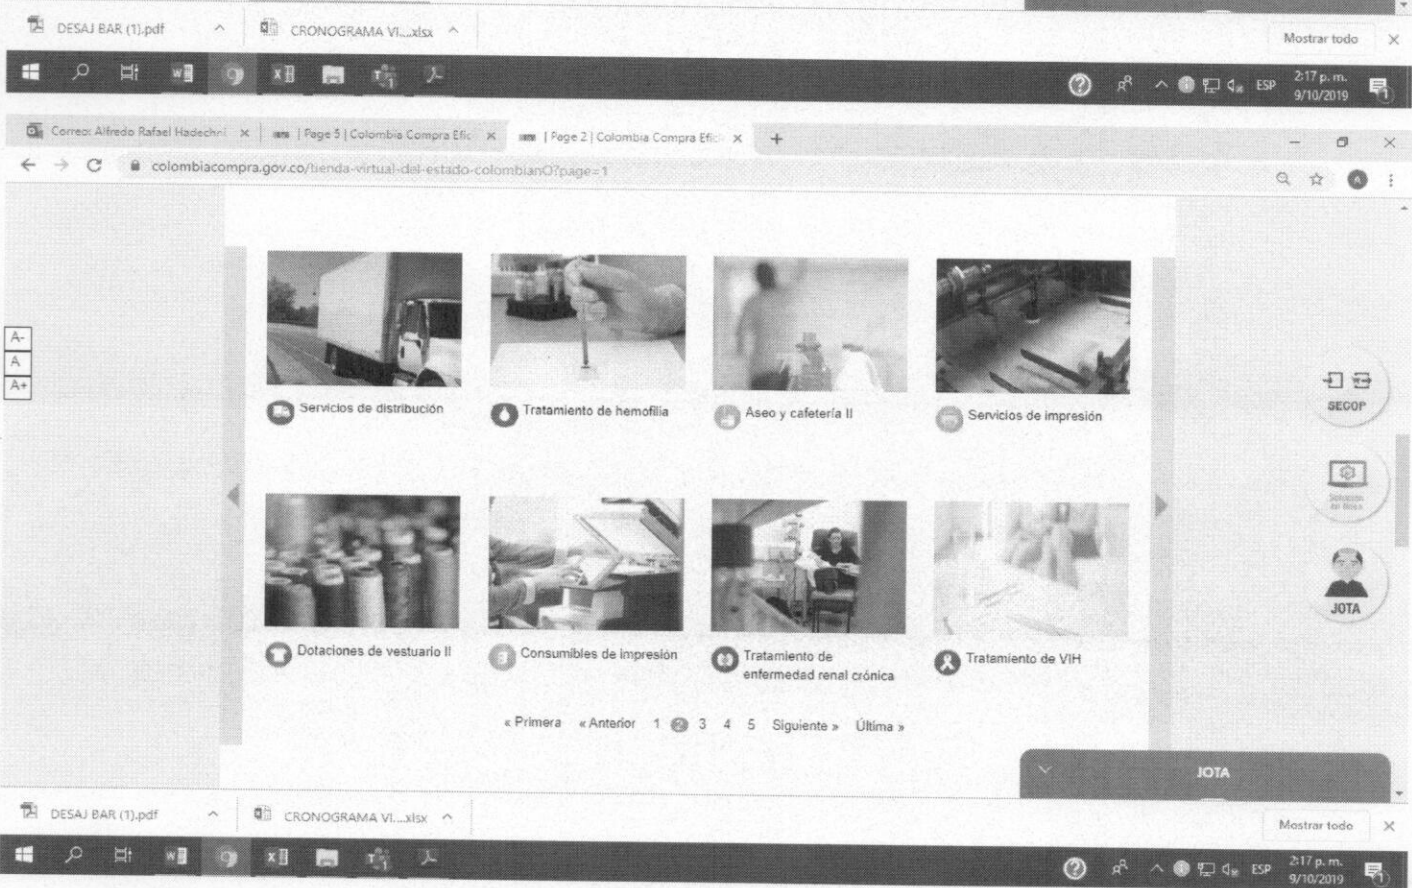 DESAJ BAR (1).pdf
CRONOGRAMA VI....xlsx
Mostrar todo
ESP
2:17 p. m.
9/10/2019
Correo: Alfredo Rafael Hadechni
| Page 5 | Colombia Compra Efic
| Page 2 | Colombia Compra Efici
colombiacompra.gov.co/tienda-virtual-del-estado-colombianO?page=1
A-
A
A+
Servicios de distribución
Tratamiento de hemofilia
Aseo y cafetería II
Servicios de impresión
SECOP
JOTA
Dotaciones de vestuario II
Consumibles de impresión
Tratamiento de
enfermedad renal crónica
Tratamiento de VIH
« Primera « Anterior 1 2 3 4 5 Siguiente » Última »
JOTA
DESAJ BAR (1).pdf
CRONOGRAMA VI....xlsx
Mostrar todo
ESP
2:17 p. m.
9/10/2019